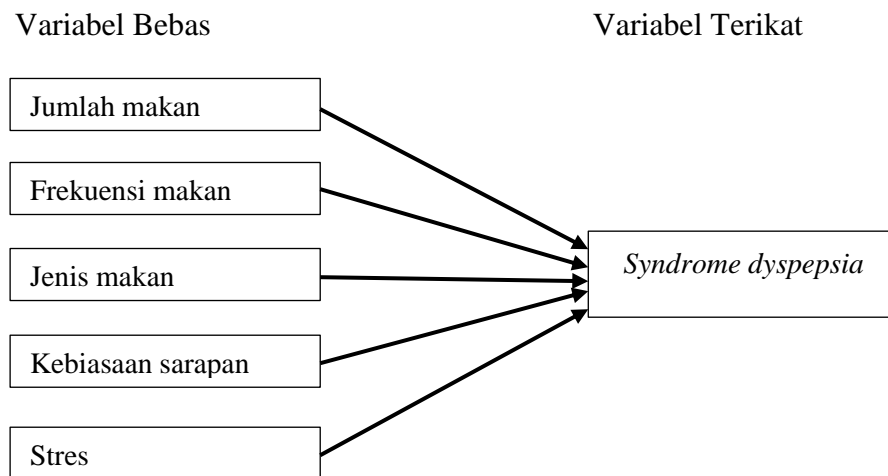 Variabel Bebas
Variabel Terikat
Jumlah makan
Frekuensi makan
Jenis makan
Kebiasaan sarapan
Stres
Syndrome dyspepsia